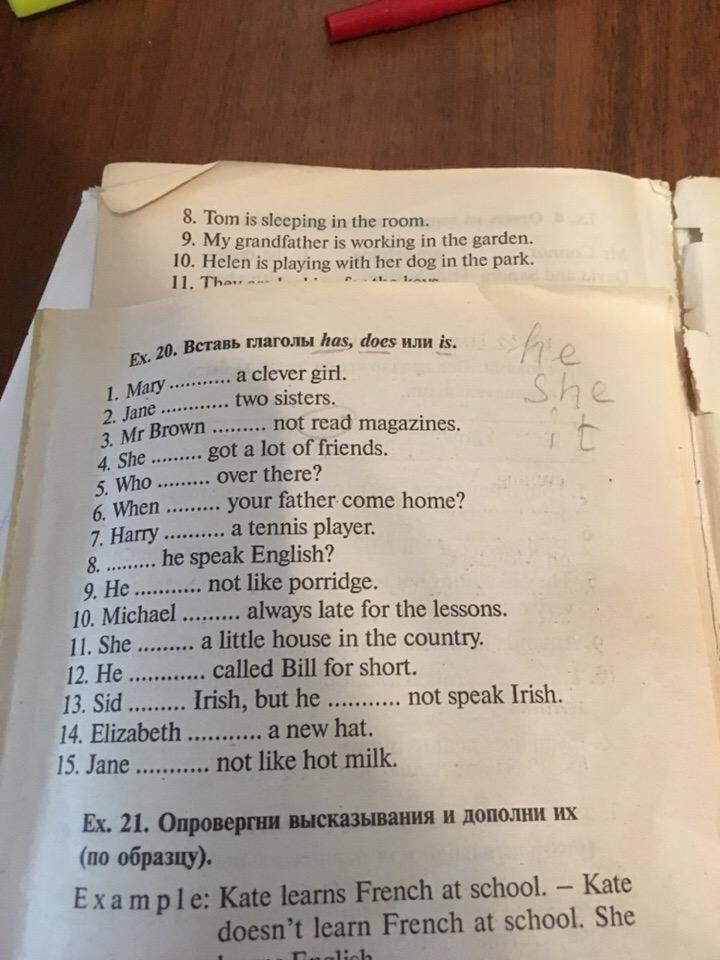 8. Tom is sleeping in the room.
9. My grandfather is working in the garden.
10. Helen is playing with her dog in the park.
11. They
Ex. 20. Вставь глаголы has, does или is.
he
she
it
1. Mary ........... a clever girl.
2. Jane ............ two sisters.
3. Mr Brown ......... not read magazines.
4. She ......... got a lot of friends.
5. Who ......... over there?
6. When ......... your father come home?
7. Harry .......... a tennis player.
8. ......... he speak English?
9. He ........... not like porridge.
10. Michael ......... always late for the lessons.
11. She ......... a little house in the country.
12. He ............ called Bill for short.
13. Sid ......... Irish, but he ........... not speak Irish.
14. Elizabeth ........... a new hat.
15. Jane ........... not like hot milk.
Ex. 21. Опровергни высказывания и дополни их
(по образцу).
Example: Kate learns French at school. – Kate
doesn't learn French at school. She
English